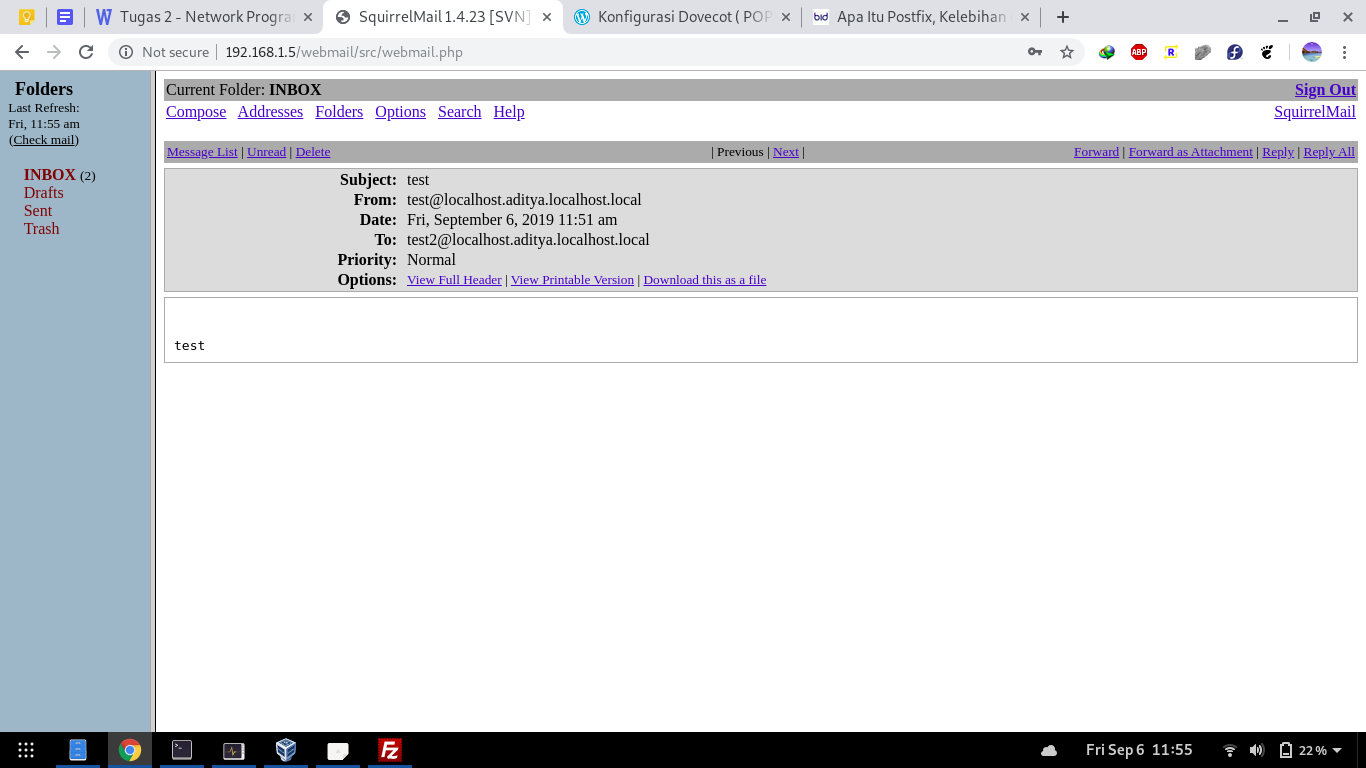 Tugas 2 - Network Progra
SquirrelMail 1.4.23 [SVN]
Konfigurasi Dovecot ( POP
bid
Apa Itu Postfix, Kelebihan
Not secure
192.168.1.5/webmail/src/webmail.php
ABP
R
Folders
Last Refresh:
Fri, 11:55 am
(Check mail)
INBOX (2)
Drafts
Sent
Trash
Current Folder: INBOX Sign Out
Compose Addresses Folders Options Search Help SquirrelMail
Message List | Unread | Delete | Previous | Next | Forward | Forward as Attachment | Reply | Reply All
Subject: test
From: test@localhost.aditya.localhost.local
Date: Fri, September 6, 2019 11:51 am
To: test2@localhost.aditya.localhost.local
Priority: Normal
Options: View Full Header | View Printable Version | Download this as a file
test
Fz
Fri Sep 6 11:55
22 %